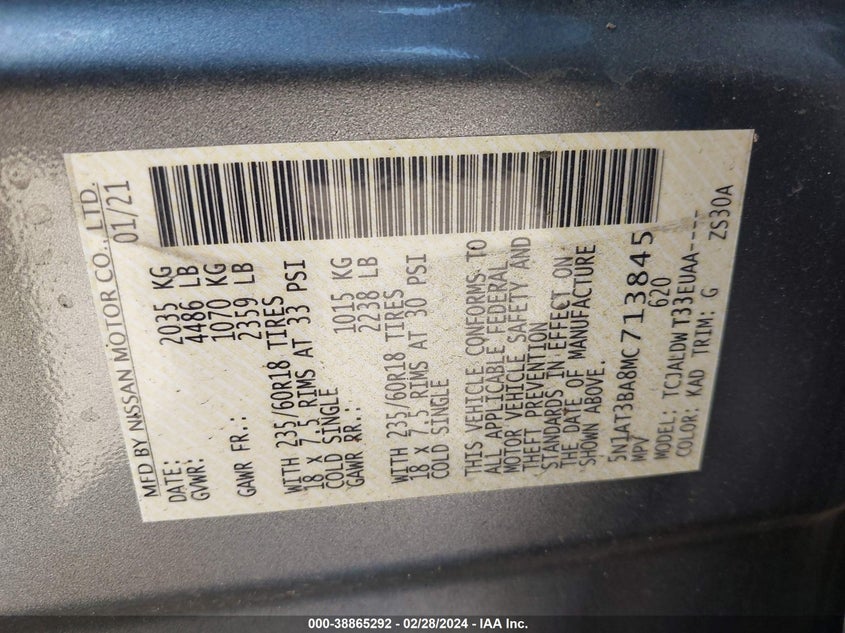 MFD BY NISSAN MOTOR CO., LTD.
DATE: 01/21
GVWR: 2035 KG
4486 LB
GAWR FR.: 1070 KG
2359 LB
WITH 235/60R18 TIRES
18 X 7.5 RIMS AT 33 PSI
COLD SINGLE
GAWR RR.: 1015 KG
2238 LB
WITH 235/60R18 TIRES
18 X 7.5 RIMS AT 30 PSI
COLD SINGLE
THIS VEHICLE CONFORMS TO
ALL APPLICABLE FEDERAL
MOTOR VEHICLE SAFETY AND
THEFT PREVENTION
STANDARDS IN EFFECT ON
THE DATE OF MANUFACTURE
SHOWN ABOVE.
5N1AT3BA8MC713845
MPV 620
MODEL: TCJALDW T33EUAA----
COLOR: KAD TRIM: G ZS30A
000-38865292 - 02/28/2024 - IAA Inc.